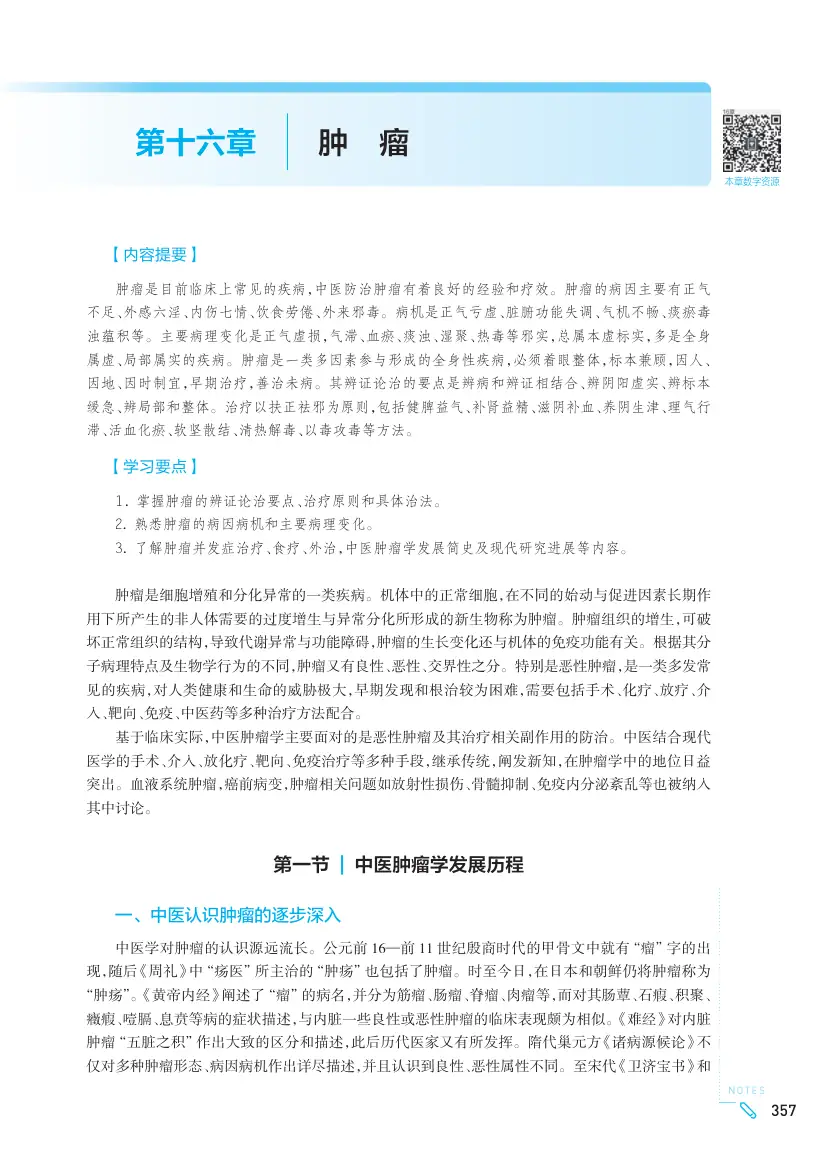 第十六章
肿 瘤
16章
本章数字资源
【内容提要】
肿瘤是目前临床上常见的疾病,中医防治肿瘤有着良好的经验和疗效。肿瘤的病因主要有正气
不足、外感六淫、内伤七情、饮食劳倦、外来邪毒。病机是正气亏虚、脏腑功能失调、气机不畅、痰瘀毒
浊蕴积等。主要病理变化是正气虚损,气滞、血瘀、痰浊、湿聚、热毒等邪实,总属本虚标实,多是全身
属虚、局部属实的疾病。肿瘤是一类多因素参与形成的全身性疾病,必须着眼整体,标本兼顾,因人、
因地、因时制宜,早期治疗,善治未病。其辨证论治的要点是辨病和辨证相结合、辨阴阳虚实、辨标本
缓急、辨局部和整体。治疗以扶正祛邪为原则,包括健脾益气、补肾益精、滋阴补血、养阴生津、理气行
滞、活血化瘀、软坚散结、清热解毒、以毒攻毒等方法。
【学习要点】
1. 掌握肿瘤的辨证论治要点、治疗原则和具体治法。
2. 熟悉肿瘤的病因病机和主要病理变化。
3. 了解肿瘤并发症治疗、食疗、外治,中医肿瘤学发展简史及现代研究进展等内容。
肿瘤是细胞增殖和分化异常的一类疾病。机体中的正常细胞,在不同的始动与促进因素长期作
用下所产生的非人体需要的过度增生与异常分化所形成的新生物称为肿瘤。肿瘤组织的增生,可破
坏正常组织的结构,导致代谢异常与功能障碍,肿瘤的生长变化还与机体的免疫功能有关。根据其分
子病理特点及生物学行为的不同,肿瘤又有良性、恶性、交界性之分。特别是恶性肿瘤,是一类多发常
见的疾病,对人类健康和生命的威胁极大,早期发现和根治较为困难,需要包括手术、化疗、放疗、介
入、靶向、免疫、中医药等多种治疗方法配合。
基于临床实际,中医肿瘤学主要面对的是恶性肿瘤及其治疗相关副作用的防治。中医结合现代
医学的手术、介入、放化疗、靶向、免疫治疗等多种手段,继承传统,阐发新知,在肿瘤学中的地位日益
突出。血液系统肿瘤,癌前病变,肿瘤相关问题如放射性损伤、骨髓抑制、免疫内分泌紊乱等也被纳入
其中讨论。
第一节 | 中医肿瘤学发展历程
一、中医认识肿瘤的逐步深入
中医学对肿瘤的认识源远流长。公元前 16—前 11 世纪殷商时代的甲骨文中就有“瘤”字的出
现,随后《周礼》中“疡医”所主治的“肿疡”也包括了肿瘤。时至今日,在日本和朝鲜仍将肿瘤称为
“肿疡”。《黄帝内经》阐述了“瘤”的病名,并分为筋瘤、肠瘤、脊瘤、肉瘤等,而对其肠蕈、石瘕、积聚、
癥瘕、噎膈、息贲等病的症状描述,与内脏一些良性或恶性肿瘤的临床表现颇为相似。《难经》对内脏
肿瘤“五脏之积”作出大致的区分和描述,此后历代医家又有所发挥。隋代巢元方《诸病源候论》不
仅对多种肿瘤形态、病因病机作出详尽描述,并且认识到良性、恶性属性不同。至宋代《卫济宝书》和
NOTES
357